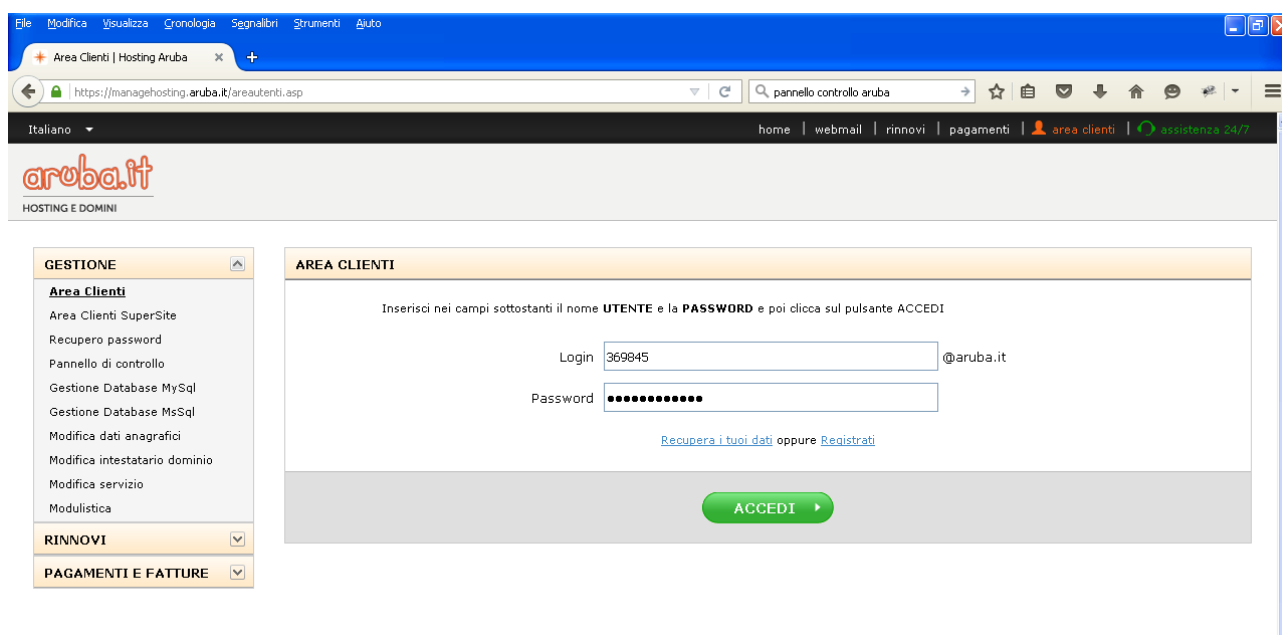 File Modifica Visualizza Cronologia Segnalibri Strumenti Aiuto
Area Clienti | Hosting Aruba
https://managehosting.aruba.it/areautenti.asp
pannello controllo aruba
Italiano
home | webmail | rinnovi | pagamenti | area clienti | assistenza 24/7
aruba.it
HOSTING E DOMINI
GESTIONE
Area Clienti
Area Clienti SuperSite
Recupero password
Pannello di controllo
Gestione Database MySql
Gestione Database MsSql
Modifica dati anagrafici
Modifica intestatario dominio
Modifica servizio
Modulistica
RINNOVI
PAGAMENTI E FATTURE
AREA CLIENTI
Inserisci nei campi sottostanti il nome UTENTE e la PASSWORD e poi clicca sul pulsante ACCEDI
Login 369845 @aruba.it
Password ●●●●●●●●●●●●
Recupera i tuoi dati oppure Registrati
ACCEDI